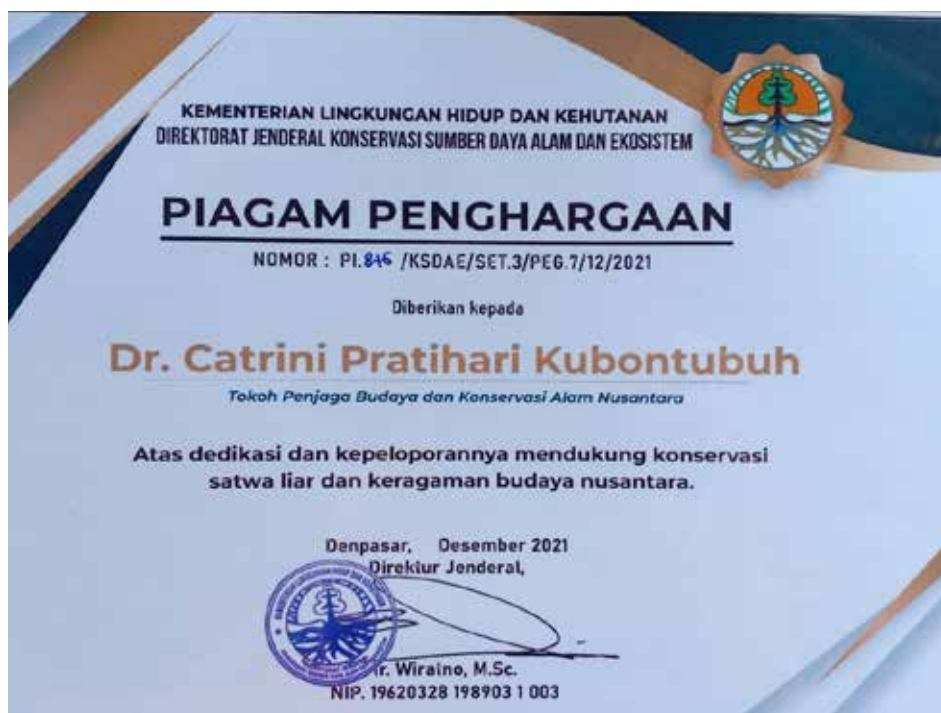 KEMENTERIAN LINGKUNGAN HIDUP DAN KEHUTANAN
DIREKTORAT JENDERAL KONSERVASI SUMBER DAYA ALAM DAN EKOSISTEM
PIAGAM PENGHARGAAN
NOMOR : PI.846 /KSDAE/SET.3/PEG.7/12/2021
Diberikan kepada
Dr. Catrini Pratihari Kubontubuh
Tokoh Penjaga Budaya dan Konservasi Alam Nusantara
Atas dedikasi dan kepeloporannya mendukung konservasi
satwa liar dan keragaman budaya nusantara.
Denpasar, Desember 2021
Direktur Jenderal,
Ir. Wiratno, M.Sc.
NIP. 19620328 198903 1 003